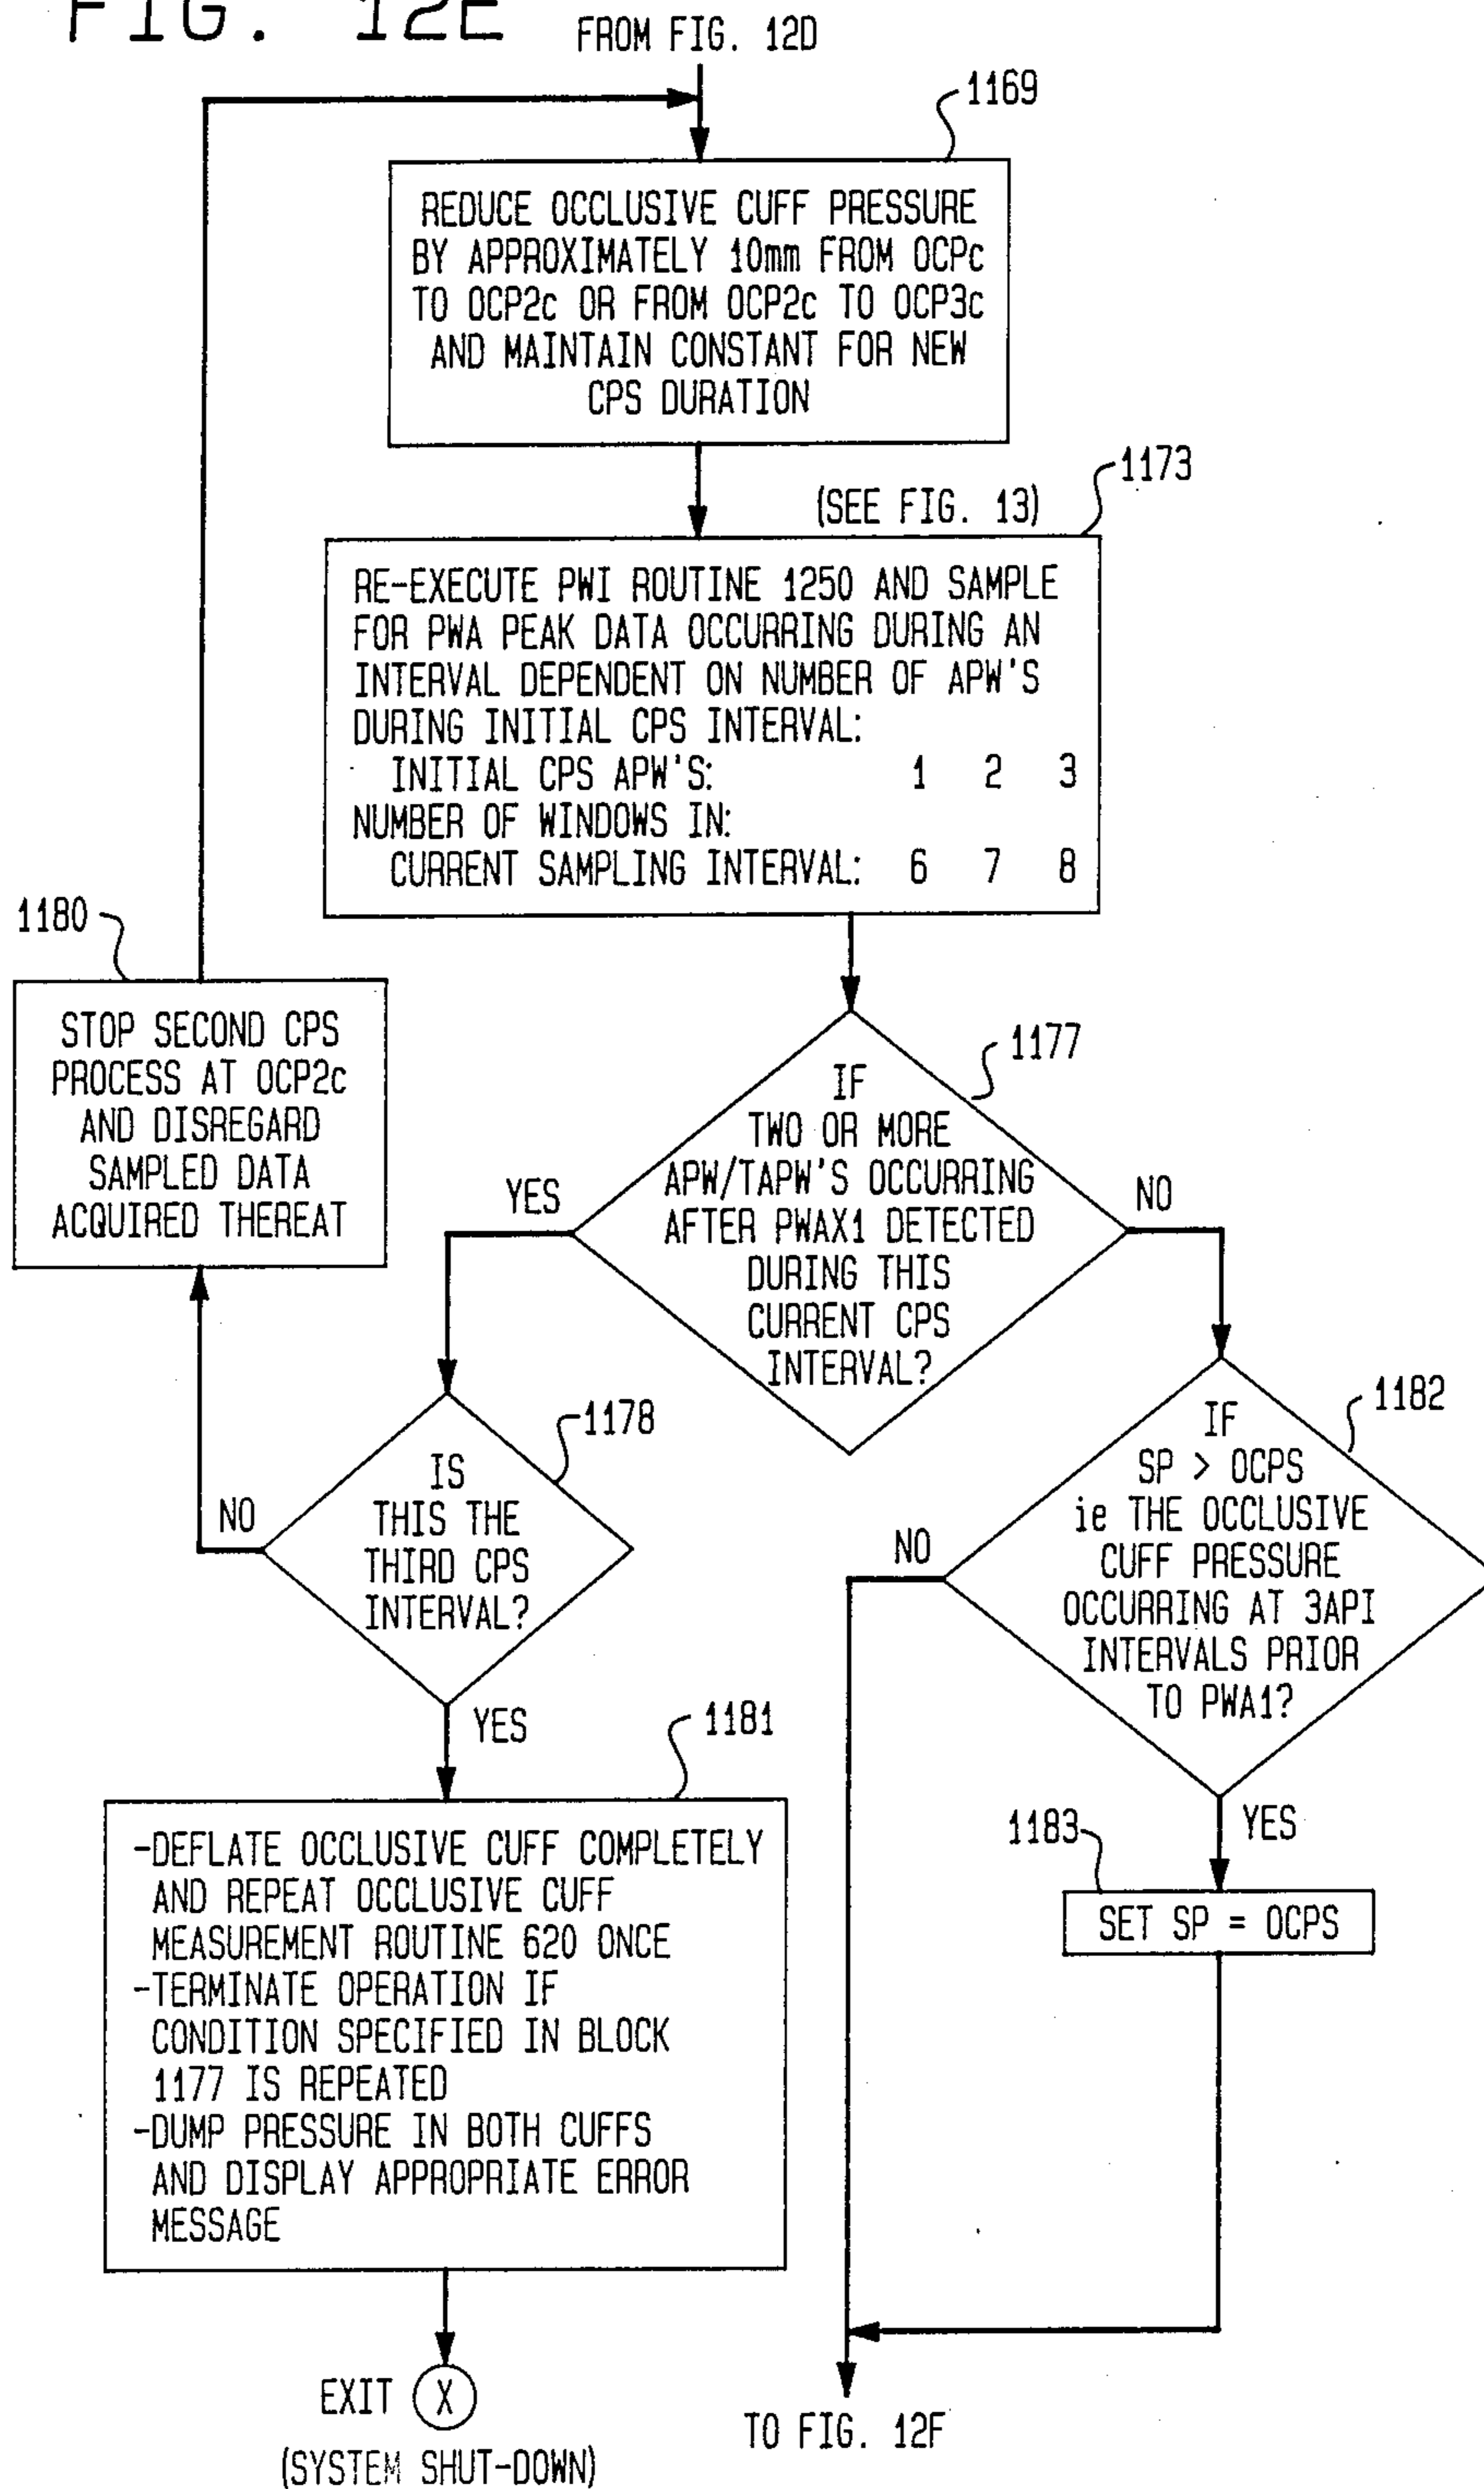 FIG. 12E
FROM FIG. 12D
1169
REDUCE OCCLUSIVE CUFF PRESSURE
BY APPROXIMATELY 10mm FROM OCPc
TO OCP2c OR FROM OCP2c TO OCP3c
AND MAINTAIN CONSTANT FOR NEW
CPS DURATION
1173
(SEE FIG. 13)
RE-EXECUTE PWI ROUTINE 1250 AND SAMPLE
FOR PWA PEAK DATA OCCURRING DURING AN
INTERVAL DEPENDENT ON NUMBER OF APW'S
DURING INITIAL CPS INTERVAL:
INITIAL CPS APW'S: 1 2 3
NUMBER OF WINDOWS IN:
CURRENT SAMPLING INTERVAL: 6 7 8
1180
STOP SECOND CPS
PROCESS AT OCP2c
AND DISREGARD
SAMPLED DATA
ACQUIRED THEREAT
1177
IF
TWO OR MORE
APW/TAPW'S OCCURRING
AFTER PWAX1 DETECTED
DURING THIS
CURRENT CPS
INTERVAL?
YES
NO
1178
IS
THIS THE
THIRD CPS
INTERVAL?
NO
YES
1182
IF
SP > OCPS
ie THE OCCLUSIVE
CUFF PRESSURE
OCCURRING AT 3API
INTERVALS PRIOR
TO PWA1?
NO
YES
1181
-DEFLATE OCCLUSIVE CUFF COMPLETELY
AND REPEAT OCCLUSIVE CUFF
MEASUREMENT ROUTINE 620 ONCE
-TERMINATE OPERATION IF
CONDITION SPECIFIED IN BLOCK
1177 IS REPEATED
-DUMP PRESSURE IN BOTH CUFFS
AND DISPLAY APPROPRIATE ERROR
MESSAGE
1183
SET SP = OCPS
EXIT X
(SYSTEM SHUT-DOWN)
TO FIG. 12F